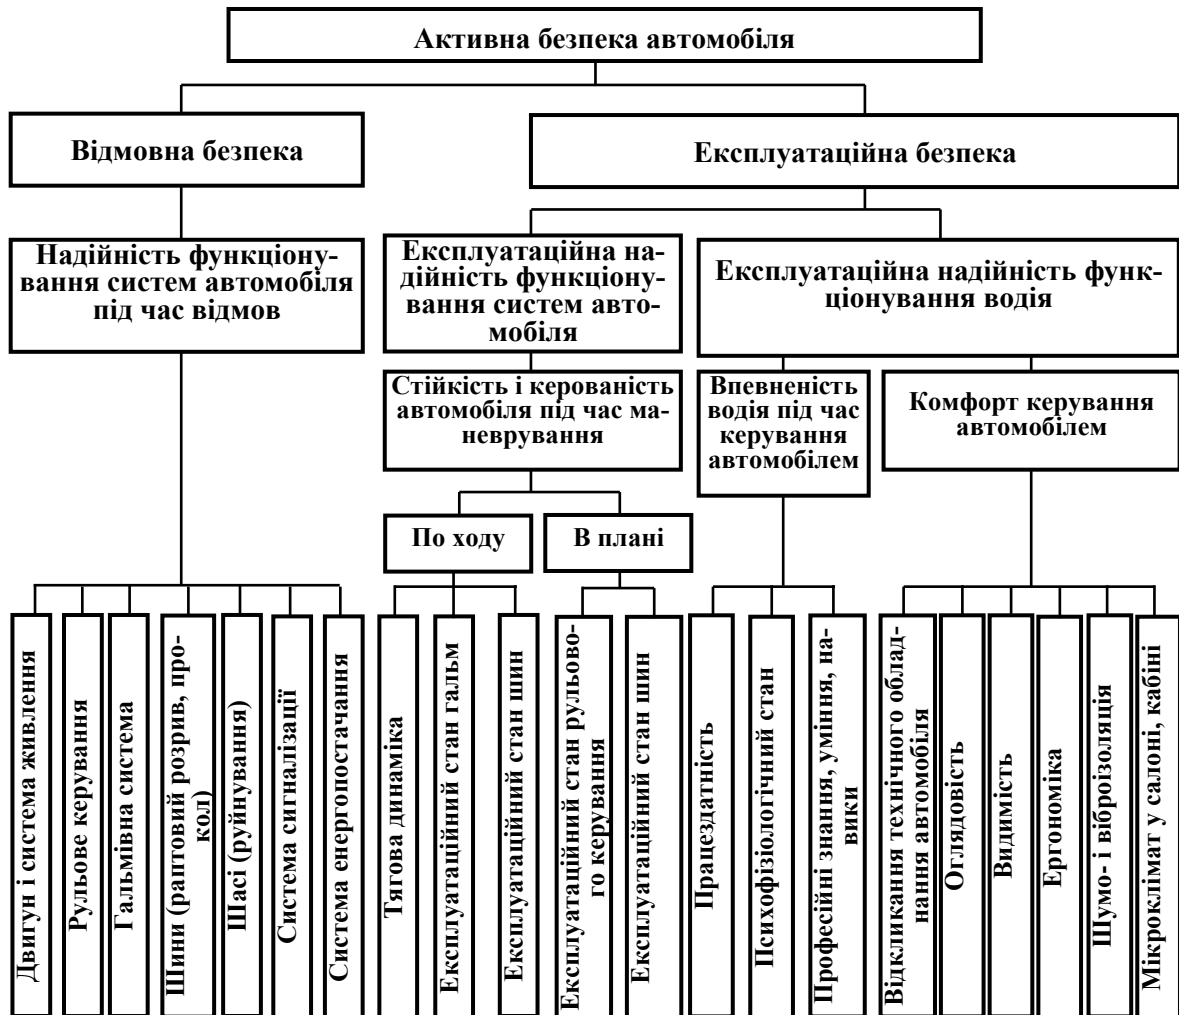 Активна безпека автомобіля
Відмовна безпека
Експлуатаційна безпека
Надійність функціону-
вання систем автомобіля
під час відмов
Експлуатаційна на-
дійність функціону-
вання систем авто-
мобіля
Експлуатаційна надійність функ-
ціонування водія
Стійкість і керованість
автомобіля під час ма-
неврування
Впевненість
водія під час
керування
автомобілем
Комфорт керування
автомобілем
По ходу
В плані
Двигун і система живлення
Рульове керування
Гальмівна система
Шини (раптовий розрив, про-
кол)
Шасі (руйнування)
Система сигналізації
Система енергопостачання
Тягова динаміка
Експлуатаційний стан гальм
Експлуатаційний стан шин
Експлуатаційний стан рульово-
го керування
Експлуатаційний стан шин
Працездатність
Психофізіологічний стан
Професійні знання, уміння, на-
вики
Відкликання технічного облад-
нання автомобіля
Оглядовість
Видимість
Ергономіка
Шумо- і віброізоляція
Мікроклімат у салоні, кабіні